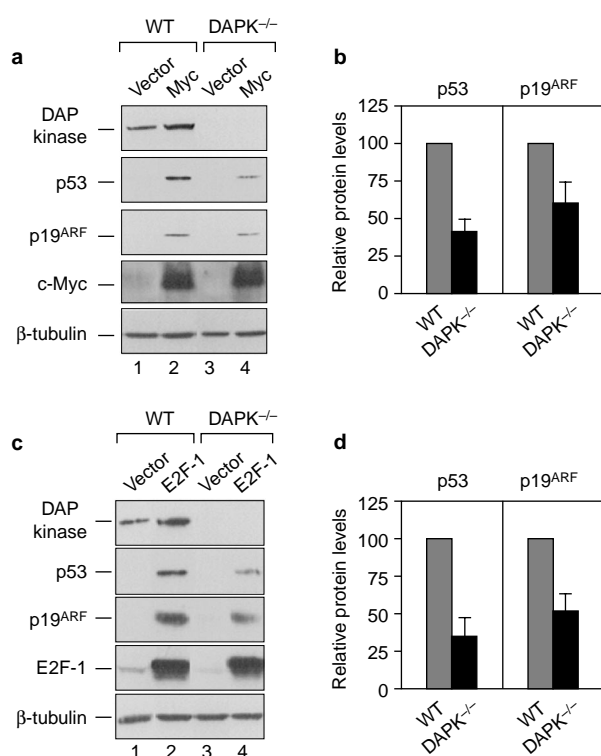 a
WT DAPK–/–
Vector Myc Vector Myc
DAP kinase
p53
p19ARF
c-Myc
β-tubulin
1 2 3 4
b
p53 p19ARF
Relative protein levels
125
100
75
50
25
0
WT DAPK–/– WT DAPK–/–
c
WT DAPK–/–
Vector E2F-1 Vector E2F-1
DAP kinase
p53
p19ARF
E2F-1
β-tubulin
1 2 3 4
d
p53 p19ARF
Relative protein levels
125
100
75
50
25
0
WT DAPK–/– WT DAPK–/–